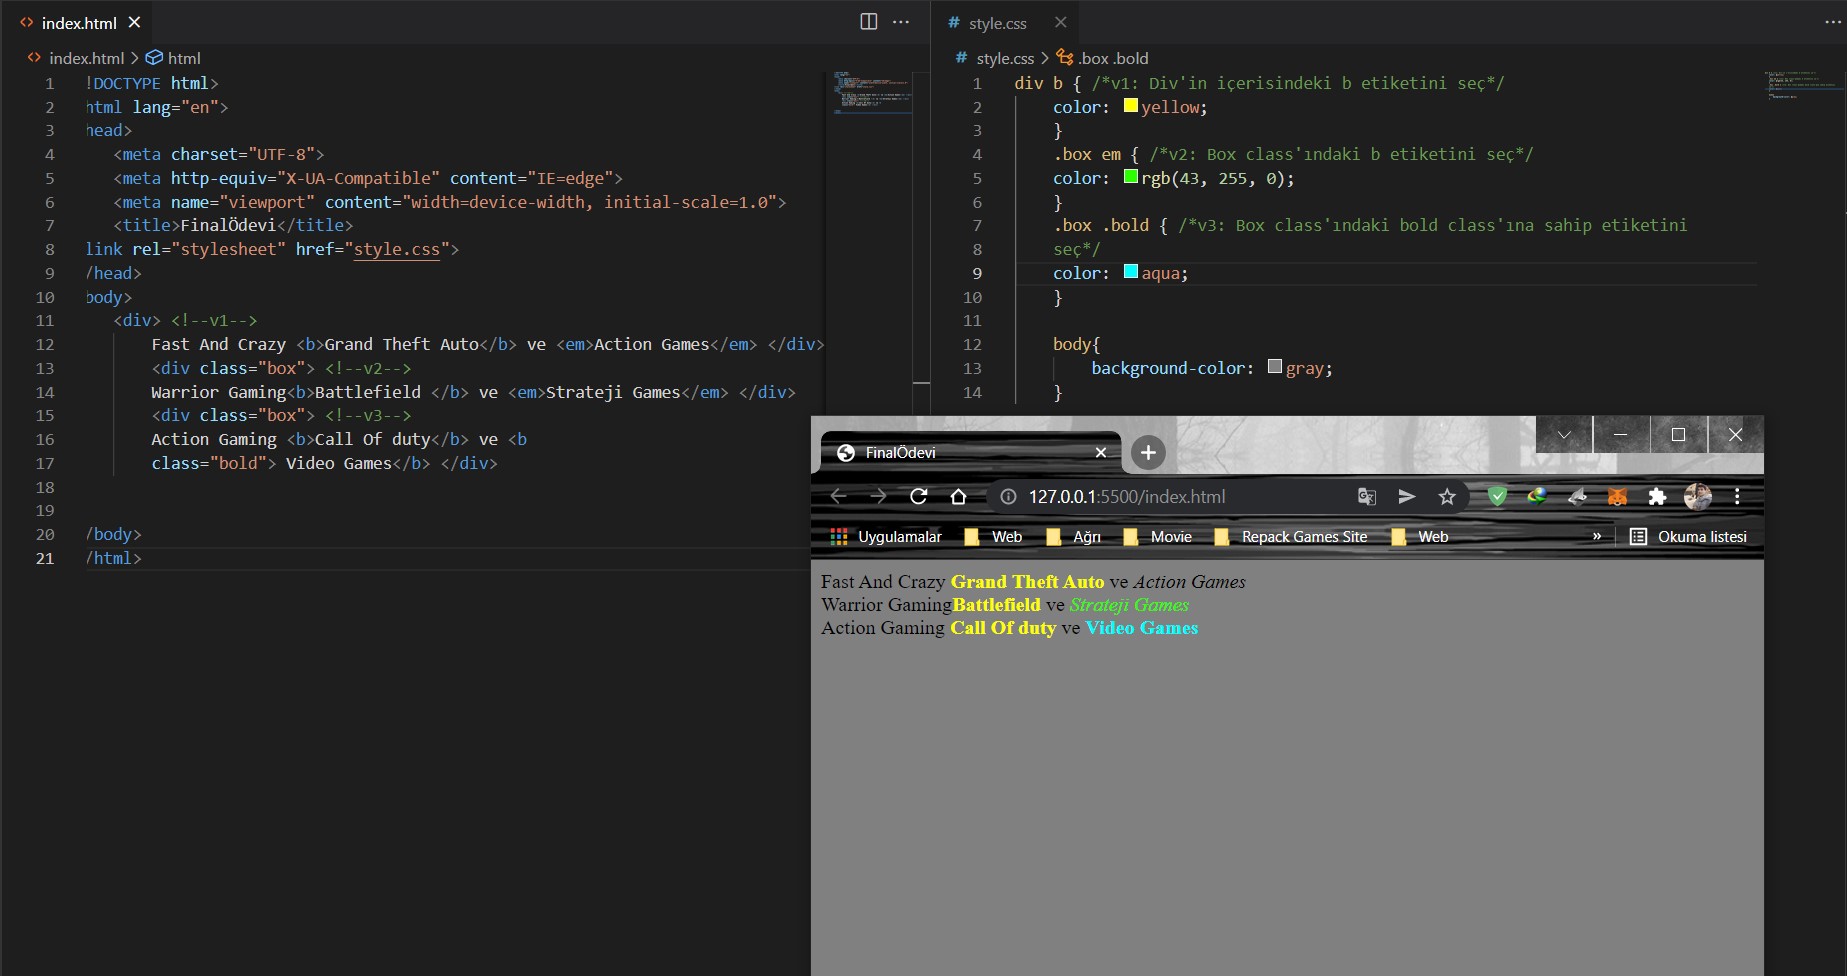 index.html
index.html > html
1 !DOCTYPE html>
2 html lang="en">
3 head>
4 <meta charset="UTF-8">
5 <meta http-equiv="X-UA-Compatible" content="IE=edge">
6 <meta name="viewport" content="width=device-width, initial-scale=1.0">
7 <title>FinalÖdevi</title>
8 link rel="stylesheet" href="style.css">
9 /head>
10 body>
11 <div> <!--v1-->
12 Fast And Crazy <b>Grand Theft Auto</b> ve <em>Action Games</em> </div>
13 <div class="box"> <!--v2-->
14 Warrior Gaming<b>Battlefield </b> ve <em>Strateji Games</em> </div>
15 <div class="box"> <!--v3-->
16 Action Gaming <b>Call Of duty</b> ve <b
17 class="bold"> Video Games</b> </div>
18
19
20 /body>
21 /html>
# style.css
# style.css > .box .bold
1 div b { /*v1: Div'in içerisindeki b etiketini seç*/
2 color: yellow;
3 }
4 .box em { /*v2: Box class'ındaki b etiketini seç*/
5 color: rgb(43, 255, 0);
6 }
7 .box .bold { /*v3: Box class'ındaki bold class'ına sahip etiketini
8 seç*/
9 color: aqua;
10 }
11
12 body{
13 background-color: gray;
14 }
FinalÖdevi
127.0.0.1:5500/index.html
Uygulamalar Web Ağrı Movie Repack Games Site Web » Okuma listesi
Fast And Crazy Grand Theft Auto ve Action Games
Warrior GamingBattlefield ve Strateji Games
Action Gaming Call Of duty ve Video Games